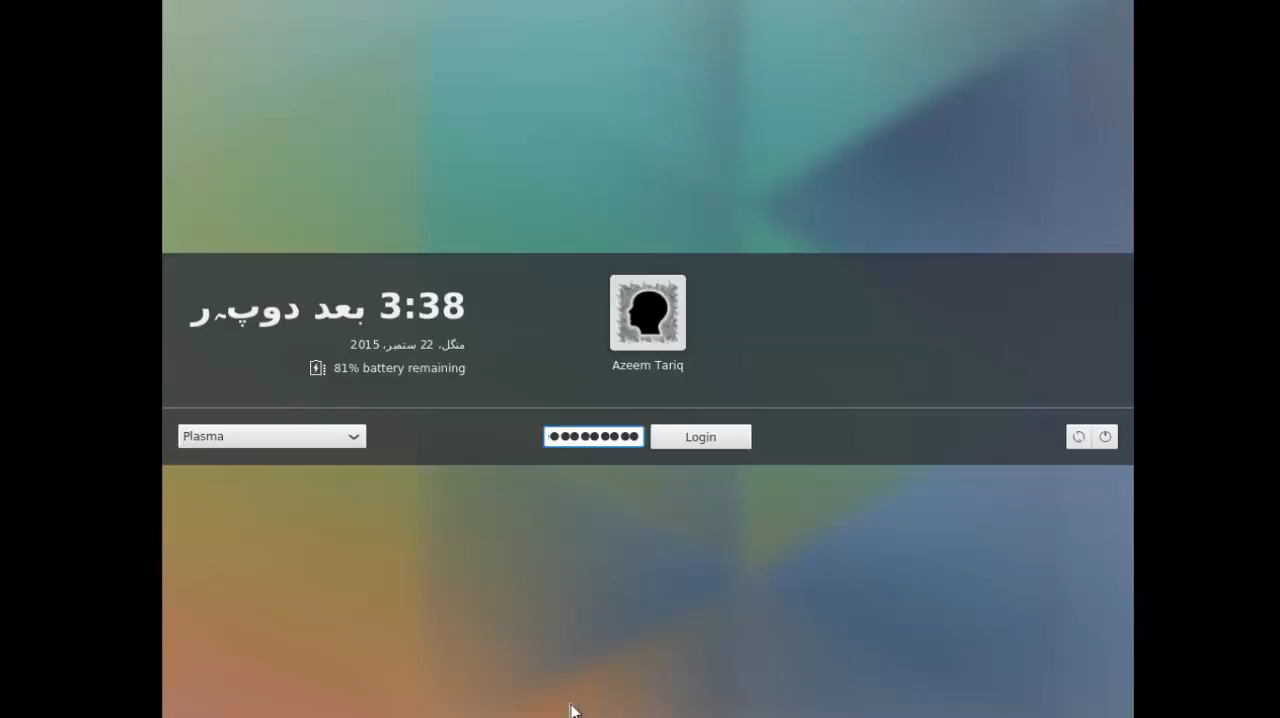 3:38 بعد دوپہر
منگل، 22 ستمبر، 2015
81% battery remaining
Azeem Tariq
Plasma
Login